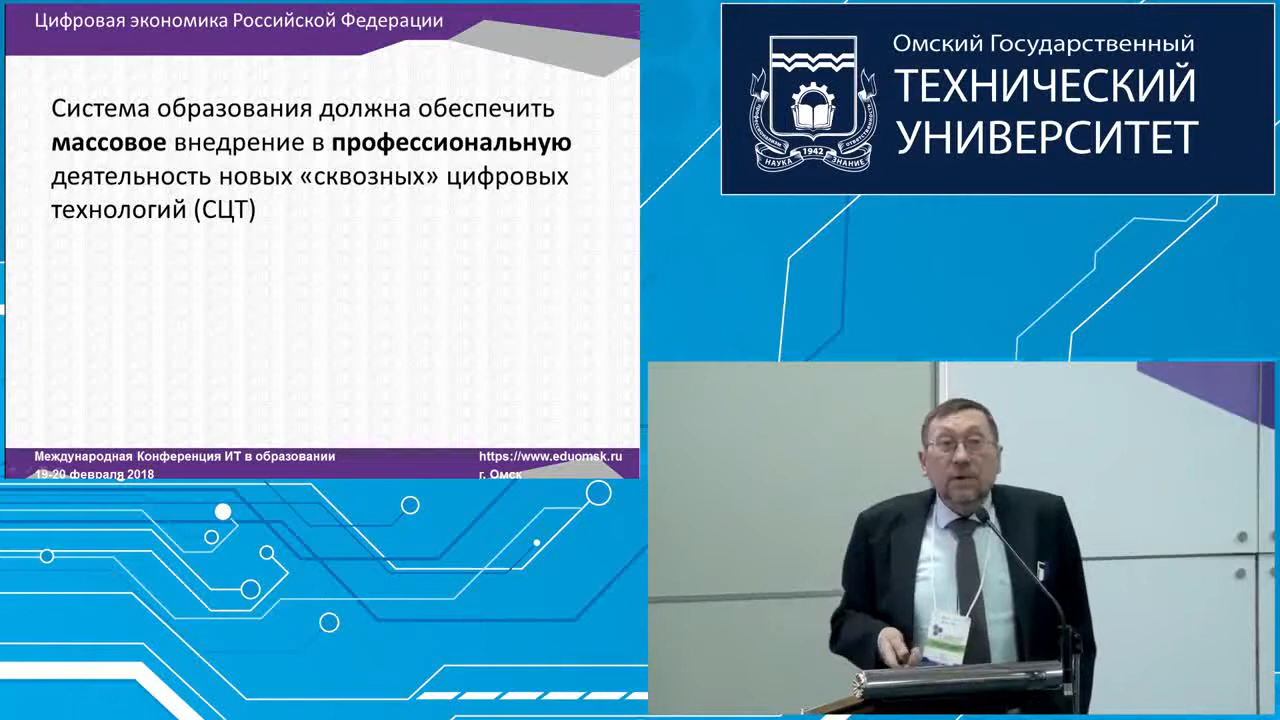 Цифровая экономика Российской Федерации
Система образования должна обеспечить
массовое внедрение в профессиональную
деятельность новых «сквозных» цифровых
технологий (СЦТ)
Международная Конференция ИТ в образовании
19-20 февраля 2018
https://www.eduomsk.ru
г. Омск
Омский Государственный
ТЕХНИЧЕСКИЙ
УНИВЕРСИТЕТ
1942
НАУКА
ЗНАНИЕ